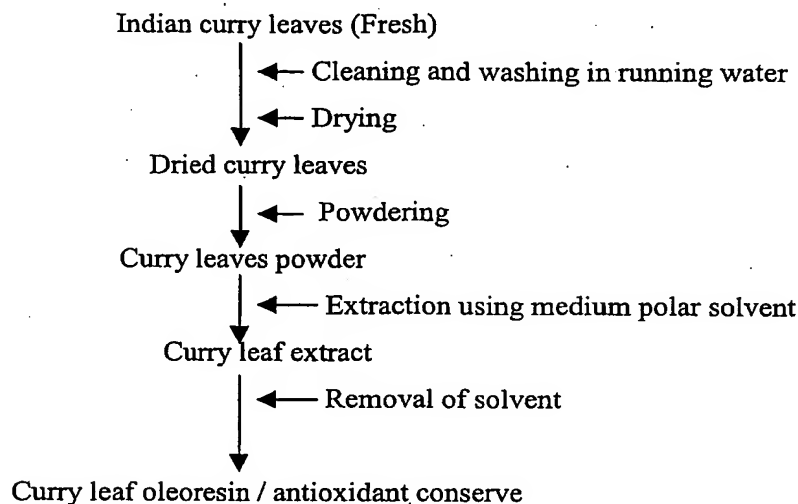 Indian curry leaves (Fresh)
Cleaning and washing in running water
Drying
Dried curry leaves
Powdering
Curry leaves powder
Extraction using medium polar solvent
Curry leaf extract
Removal of solvent
Curry leaf oleoresin / antioxidant conserve